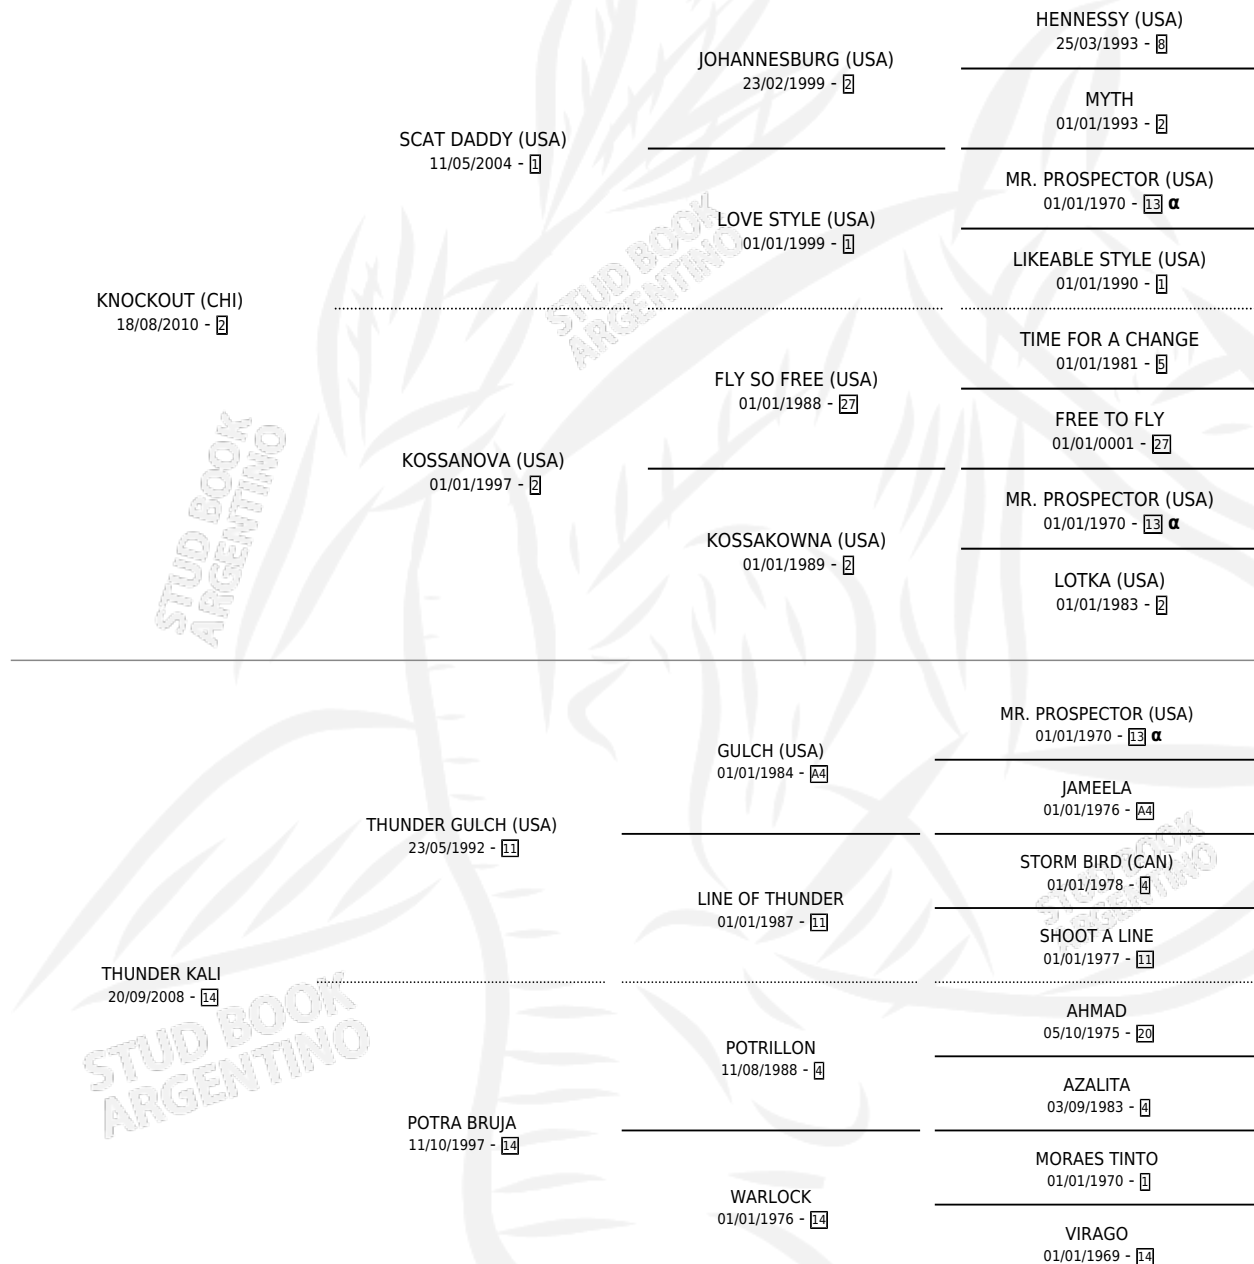 HENNESSY (USA)
25/03/1993 - 8
JOHANNESBURG (USA)
23/02/1999 - 2
MYTH
01/01/1993 - 2
SCAT DADDY (USA)
11/05/2004 - 1
MR. PROSPECTOR (USA)
01/01/1970 - 13 α
LOVE STYLE (USA)
01/01/1999 - 1
LIKEABLE STYLE (USA)
01/01/1990 - 1
KNOCKOUT (CHI)
18/08/2010 - 2
TIME FOR A CHANGE
01/01/1981 - 5
FLY SO FREE (USA)
01/01/1988 - 27
FREE TO FLY
01/01/0001 - 27
KOSSANOVA (USA)
01/01/1997 - 2
MR. PROSPECTOR (USA)
01/01/1970 - 13 α
KOSSAKOWNA (USA)
01/01/1989 - 2
LOTKA (USA)
01/01/1983 - 2
MR. PROSPECTOR (USA)
01/01/1970 - 13 α
GULCH (USA)
01/01/1984 - A4
JAMEELA
01/01/1976 - A4
THUNDER GULCH (USA)
23/05/1992 - 11
STORM BIRD (CAN)
01/01/1978 - 4
LINE OF THUNDER
01/01/1987 - 11
SHOOT A LINE
01/01/1977 - 11
THUNDER KALI
20/09/2008 - 14
AHMAD
05/10/1975 - 20
POTRILLON
11/08/1988 - 4
AZALITA
03/09/1983 - 4
POTRA BRUJA
11/10/1997 - 14
MORAES TINTO
01/01/1970 - 1
WARLOCK
01/01/1976 - 14
VIRAGO
01/01/1969 - 14
STUD BOOK
ARGENTINO
STUD BOOK
ARGENTINO
STUD BOOK
ARGENTINO
STUD BOOK
ARGENTINO